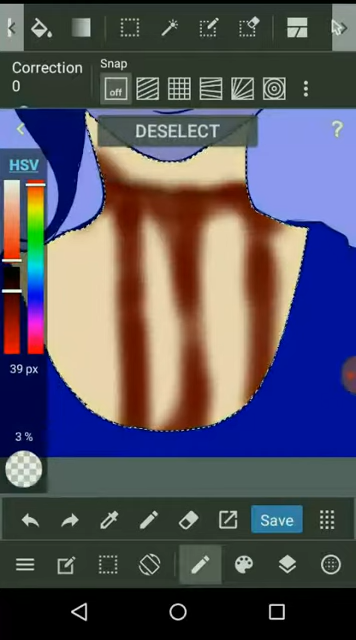 Correction
0
Snap
off
DESELECT
?
HSV
39 px
3 %
Save